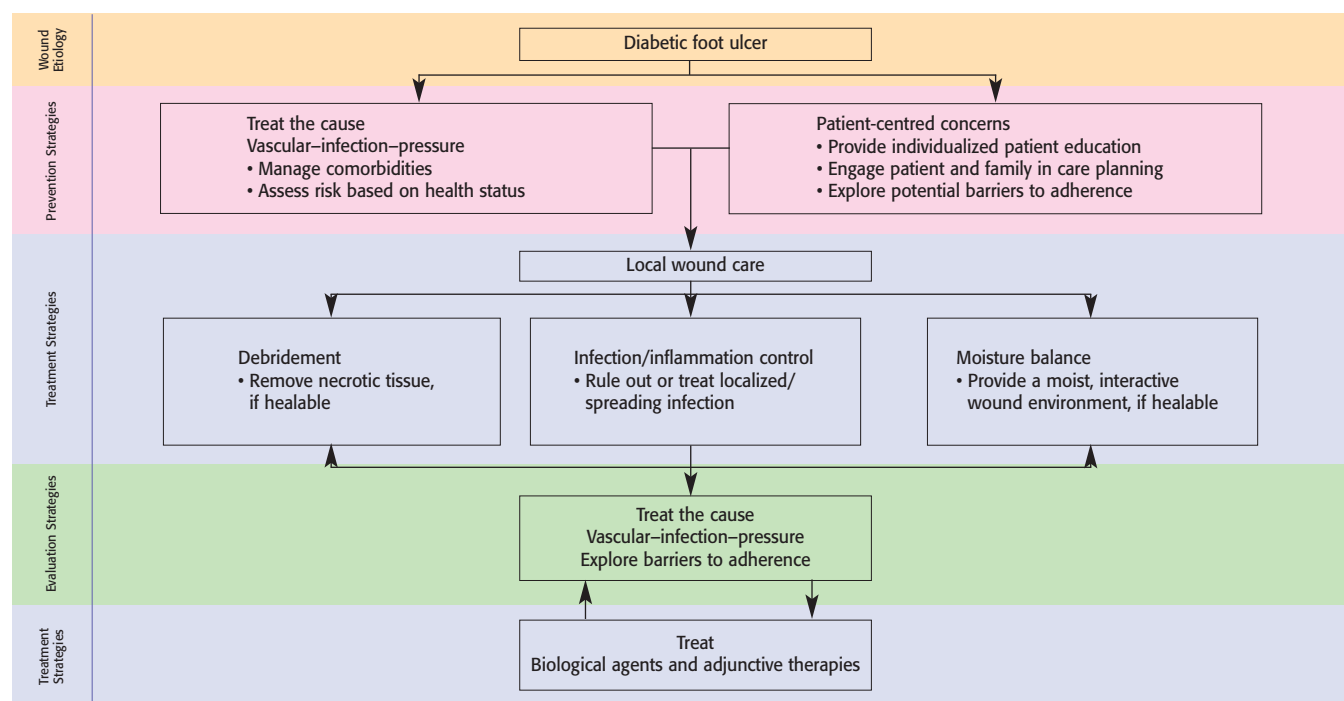 Wound
Etiology
Diabetic foot ulcer
Prevention Strategies
Treat the cause
Vascular–infection–pressure
• Manage comorbidities
• Assess risk based on health status
Patient-centred concerns
• Provide individualized patient education
• Engage patient and family in care planning
• Explore potential barriers to adherence
Treatment Strategies
Local wound care
Debridement
• Remove necrotic tissue,
if healable
Infection/inflammation control
• Rule out or treat localized/
spreading infection
Moisture balance
• Provide a moist, interactive
wound environment, if healable
Evaluation Strategies
Treat the cause
Vascular–infection–pressure
Explore barriers to adherence
Treatment
Strategies
Treat
Biological agents and adjunctive therapies